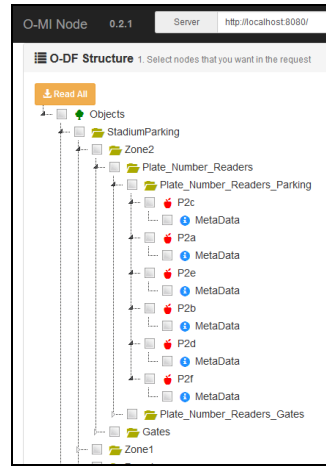 O-MI Node 0.2.1 Server http://localhost:8080/
O-DF Structure 1. Select nodes that you want in the request
Read All
Objects
StadiumParking
Zone2
Plate_Number_Readers
Plate_Number_Readers_Parking
P2c
MetaData
P2a
MetaData
P2e
MetaData
P2b
MetaData
P2d
MetaData
P2f
MetaData
Plate_Number_Readers_Gates
Gates
Zone1